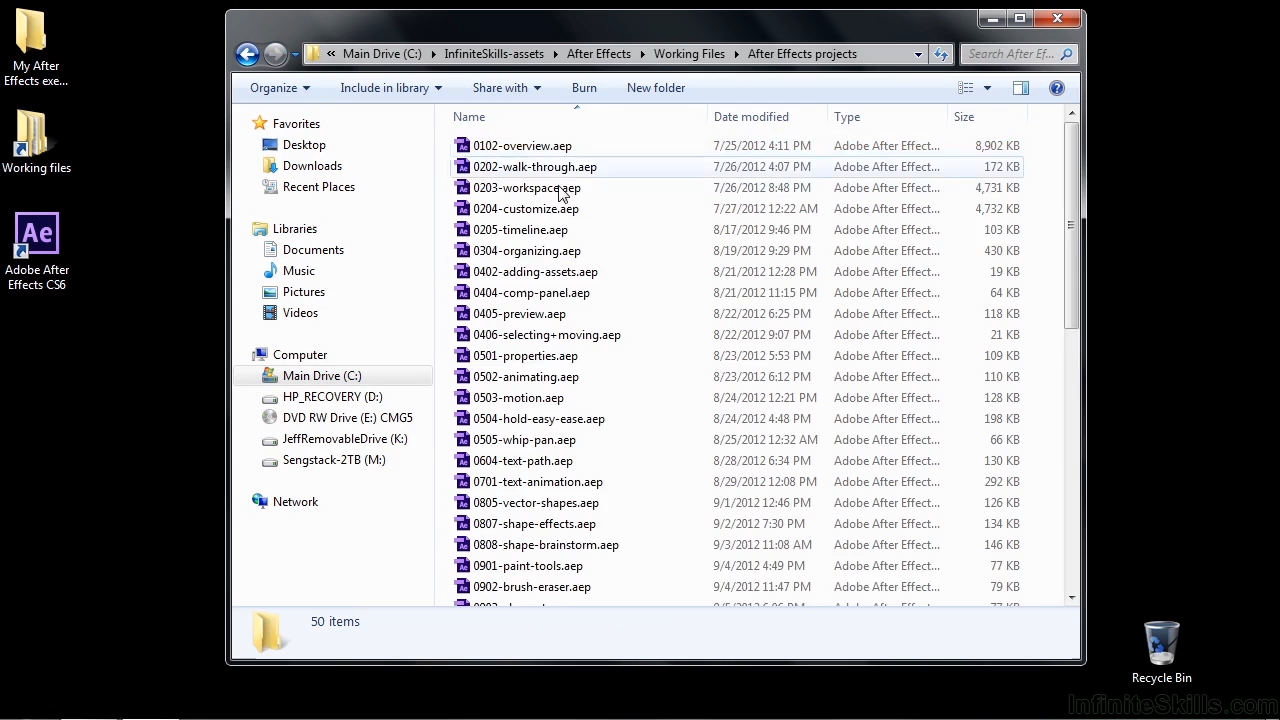 My After
Effects exe...
Working files
Ae
Adobe After
Effects CS6
« Main Drive (C:) InfiniteSkills-assets After Effects Working Files After Effects projects
Search After Ef...
Organize Include in library Share with Burn New folder
Favorites
Desktop
Downloads
Recent Places
Libraries
Documents
Music
Pictures
Videos
Computer
Main Drive (C:)
HP_RECOVERY (D:)
DVD RW Drive (E:) CMG5
JeffRemovableDrive (K:)
Sengstack-2TB (M:)
Network
Name Date modified Type Size
0102-overview.aep 7/25/2012 4:11 PM Adobe After Effect... 8,902 KB
0202-walk-through.aep 7/26/2012 4:07 PM Adobe After Effect... 172 KB
0203-workspace.aep 7/26/2012 8:48 PM Adobe After Effect... 4,731 KB
0204-customize.aep 7/27/2012 12:22 AM Adobe After Effect... 4,732 KB
0205-timeline.aep 8/17/2012 9:46 PM Adobe After Effect... 103 KB
0304-organizing.aep 8/19/2012 9:29 PM Adobe After Effect... 430 KB
0402-adding-assets.aep 8/21/2012 12:28 PM Adobe After Effect... 19 KB
0404-comp-panel.aep 8/21/2012 11:15 PM Adobe After Effect... 64 KB
0405-preview.aep 8/22/2012 6:25 PM Adobe After Effect... 118 KB
0406-selecting+moving.aep 8/22/2012 9:07 PM Adobe After Effect... 21 KB
0501-properties.aep 8/23/2012 5:53 PM Adobe After Effect... 109 KB
0502-animating.aep 8/23/2012 6:12 PM Adobe After Effect... 110 KB
0503-motion.aep 8/24/2012 12:21 PM Adobe After Effect... 128 KB
0504-hold-easy-ease.aep 8/24/2012 4:48 PM Adobe After Effect... 198 KB
0505-whip-pan.aep 8/25/2012 12:32 AM Adobe After Effect... 66 KB
0604-text-path.aep 8/28/2012 6:34 PM Adobe After Effect... 130 KB
0701-text-animation.aep 8/29/2012 12:08 PM Adobe After Effect... 292 KB
0805-vector-shapes.aep 9/1/2012 12:46 PM Adobe After Effect... 126 KB
0807-shape-effects.aep 9/2/2012 7:30 PM Adobe After Effect... 134 KB
0808-shape-brainstorm.aep 9/3/2012 11:08 AM Adobe After Effect... 146 KB
0901-paint-tools.aep 9/4/2012 4:49 PM Adobe After Effect... 77 KB
0902-brush-eraser.aep 9/4/2012 11:47 PM Adobe After Effect... 79 KB
50 items
Recycle Bin
InfiniteSkills.com